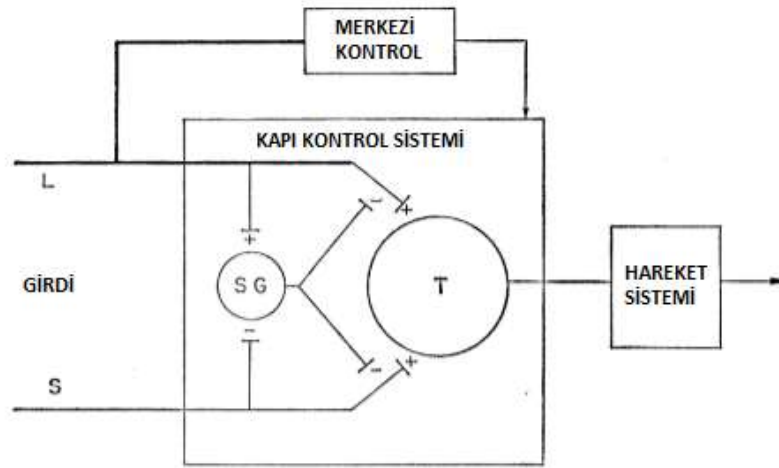 MERKEZİ
KONTROL
KAPI KONTROL SİSTEMİ
L
+
-
+
GİRDİ
S G
T
HAREKET
SİSTEMİ
-
-
+
S